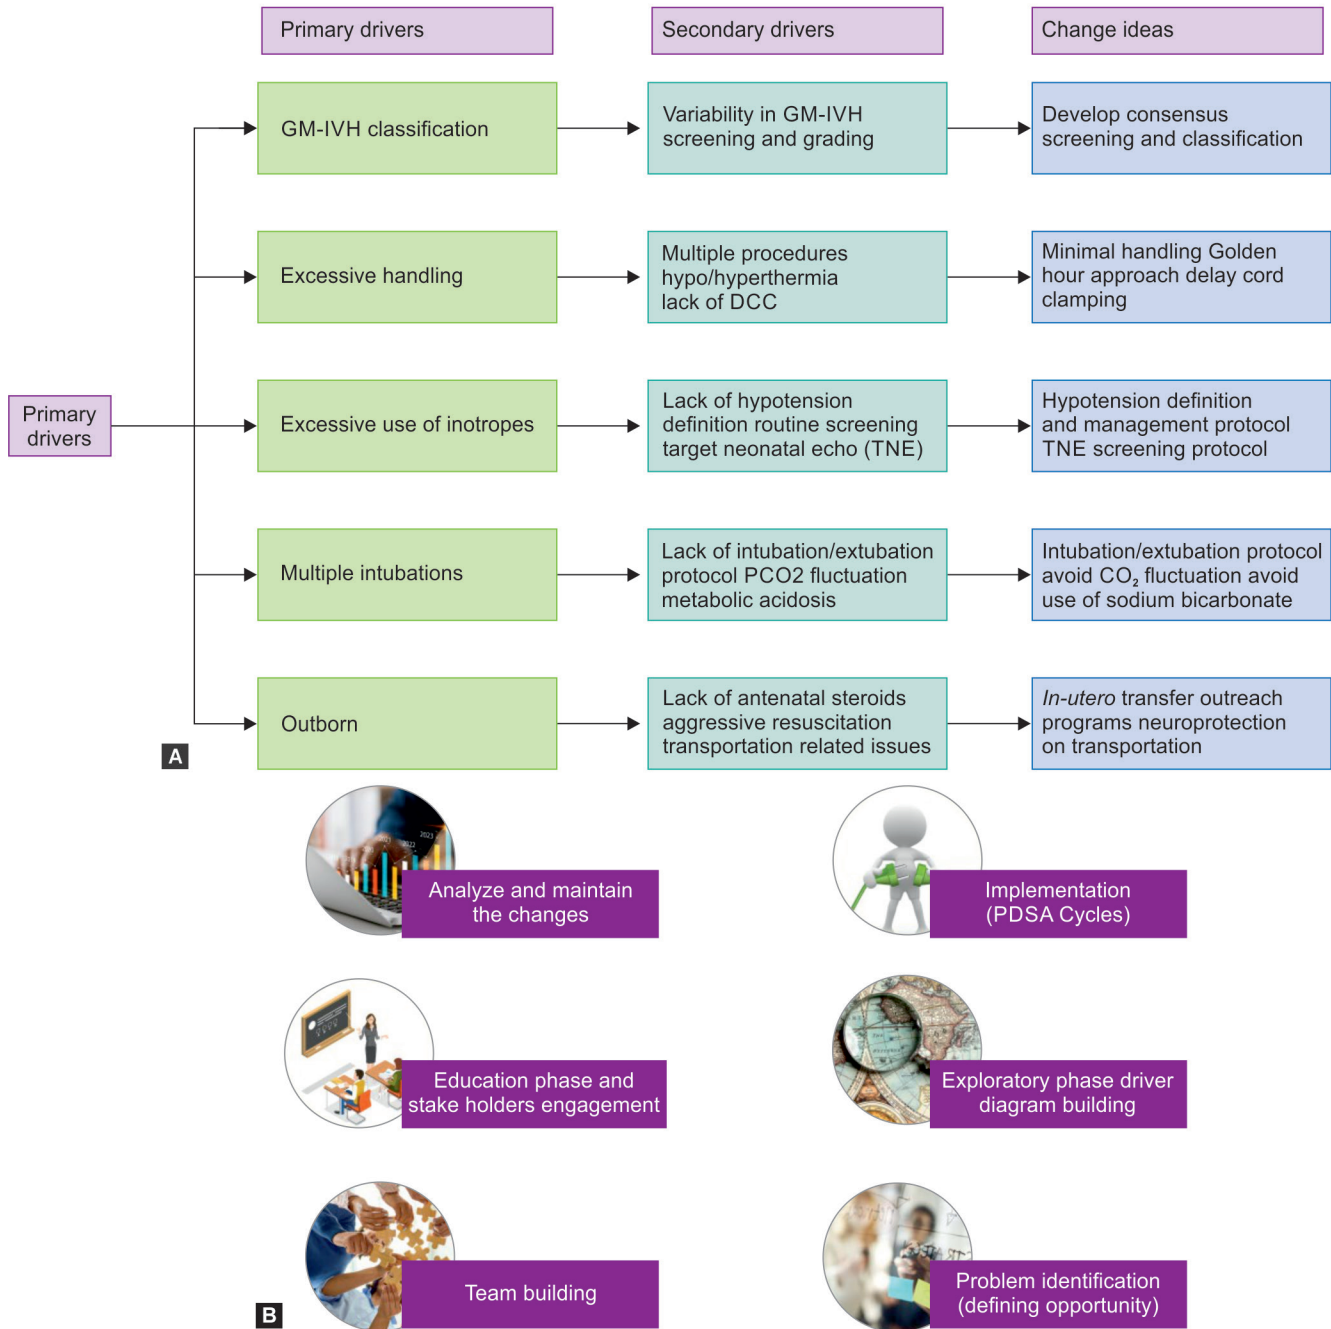 Primary drivers
Secondary drivers
Change ideas
GM-IVH classification
Variability in GM-IVH
screening and grading
Develop consensus
screening and classification
Excessive handling
Multiple procedures
hypo/hyperthermia
lack of DCC
Minimal handling Golden
hour approach delay cord
clamping
Primary
drivers
Excessive use of inotropes
Lack of hypotension
definition routine screening
target neonatal echo (TNE)
Hypotension definition
and management protocol
TNE screening protocol
Multiple intubations
Lack of intubation/extubation
protocol PCO2 fluctuation
metabolic acidosis
Intubation/extubation protocol
avoid CO₂ fluctuation avoid
use of sodium bicarbonate
Outborn
Lack of antenatal steroids
aggressive resuscitation
transportation related issues
In-utero transfer outreach
programs neuroprotection
on transportation
A
2022
2023
Analyze and maintain
the changes
Implementation
(PDSA Cycles)
Education phase and
stake holders engagement
Exploratory phase driver
diagram building
Team building
Problem identification
(defining opportunity)
B